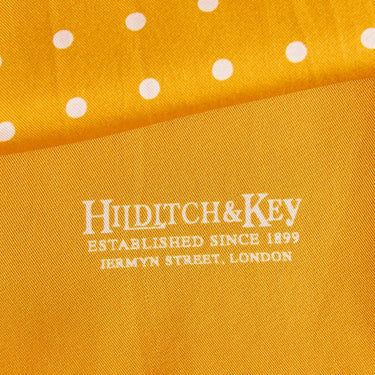 HILDITCH & KEY
ESTABLISHED SINCE 1899
JERMYN STREET, LONDON